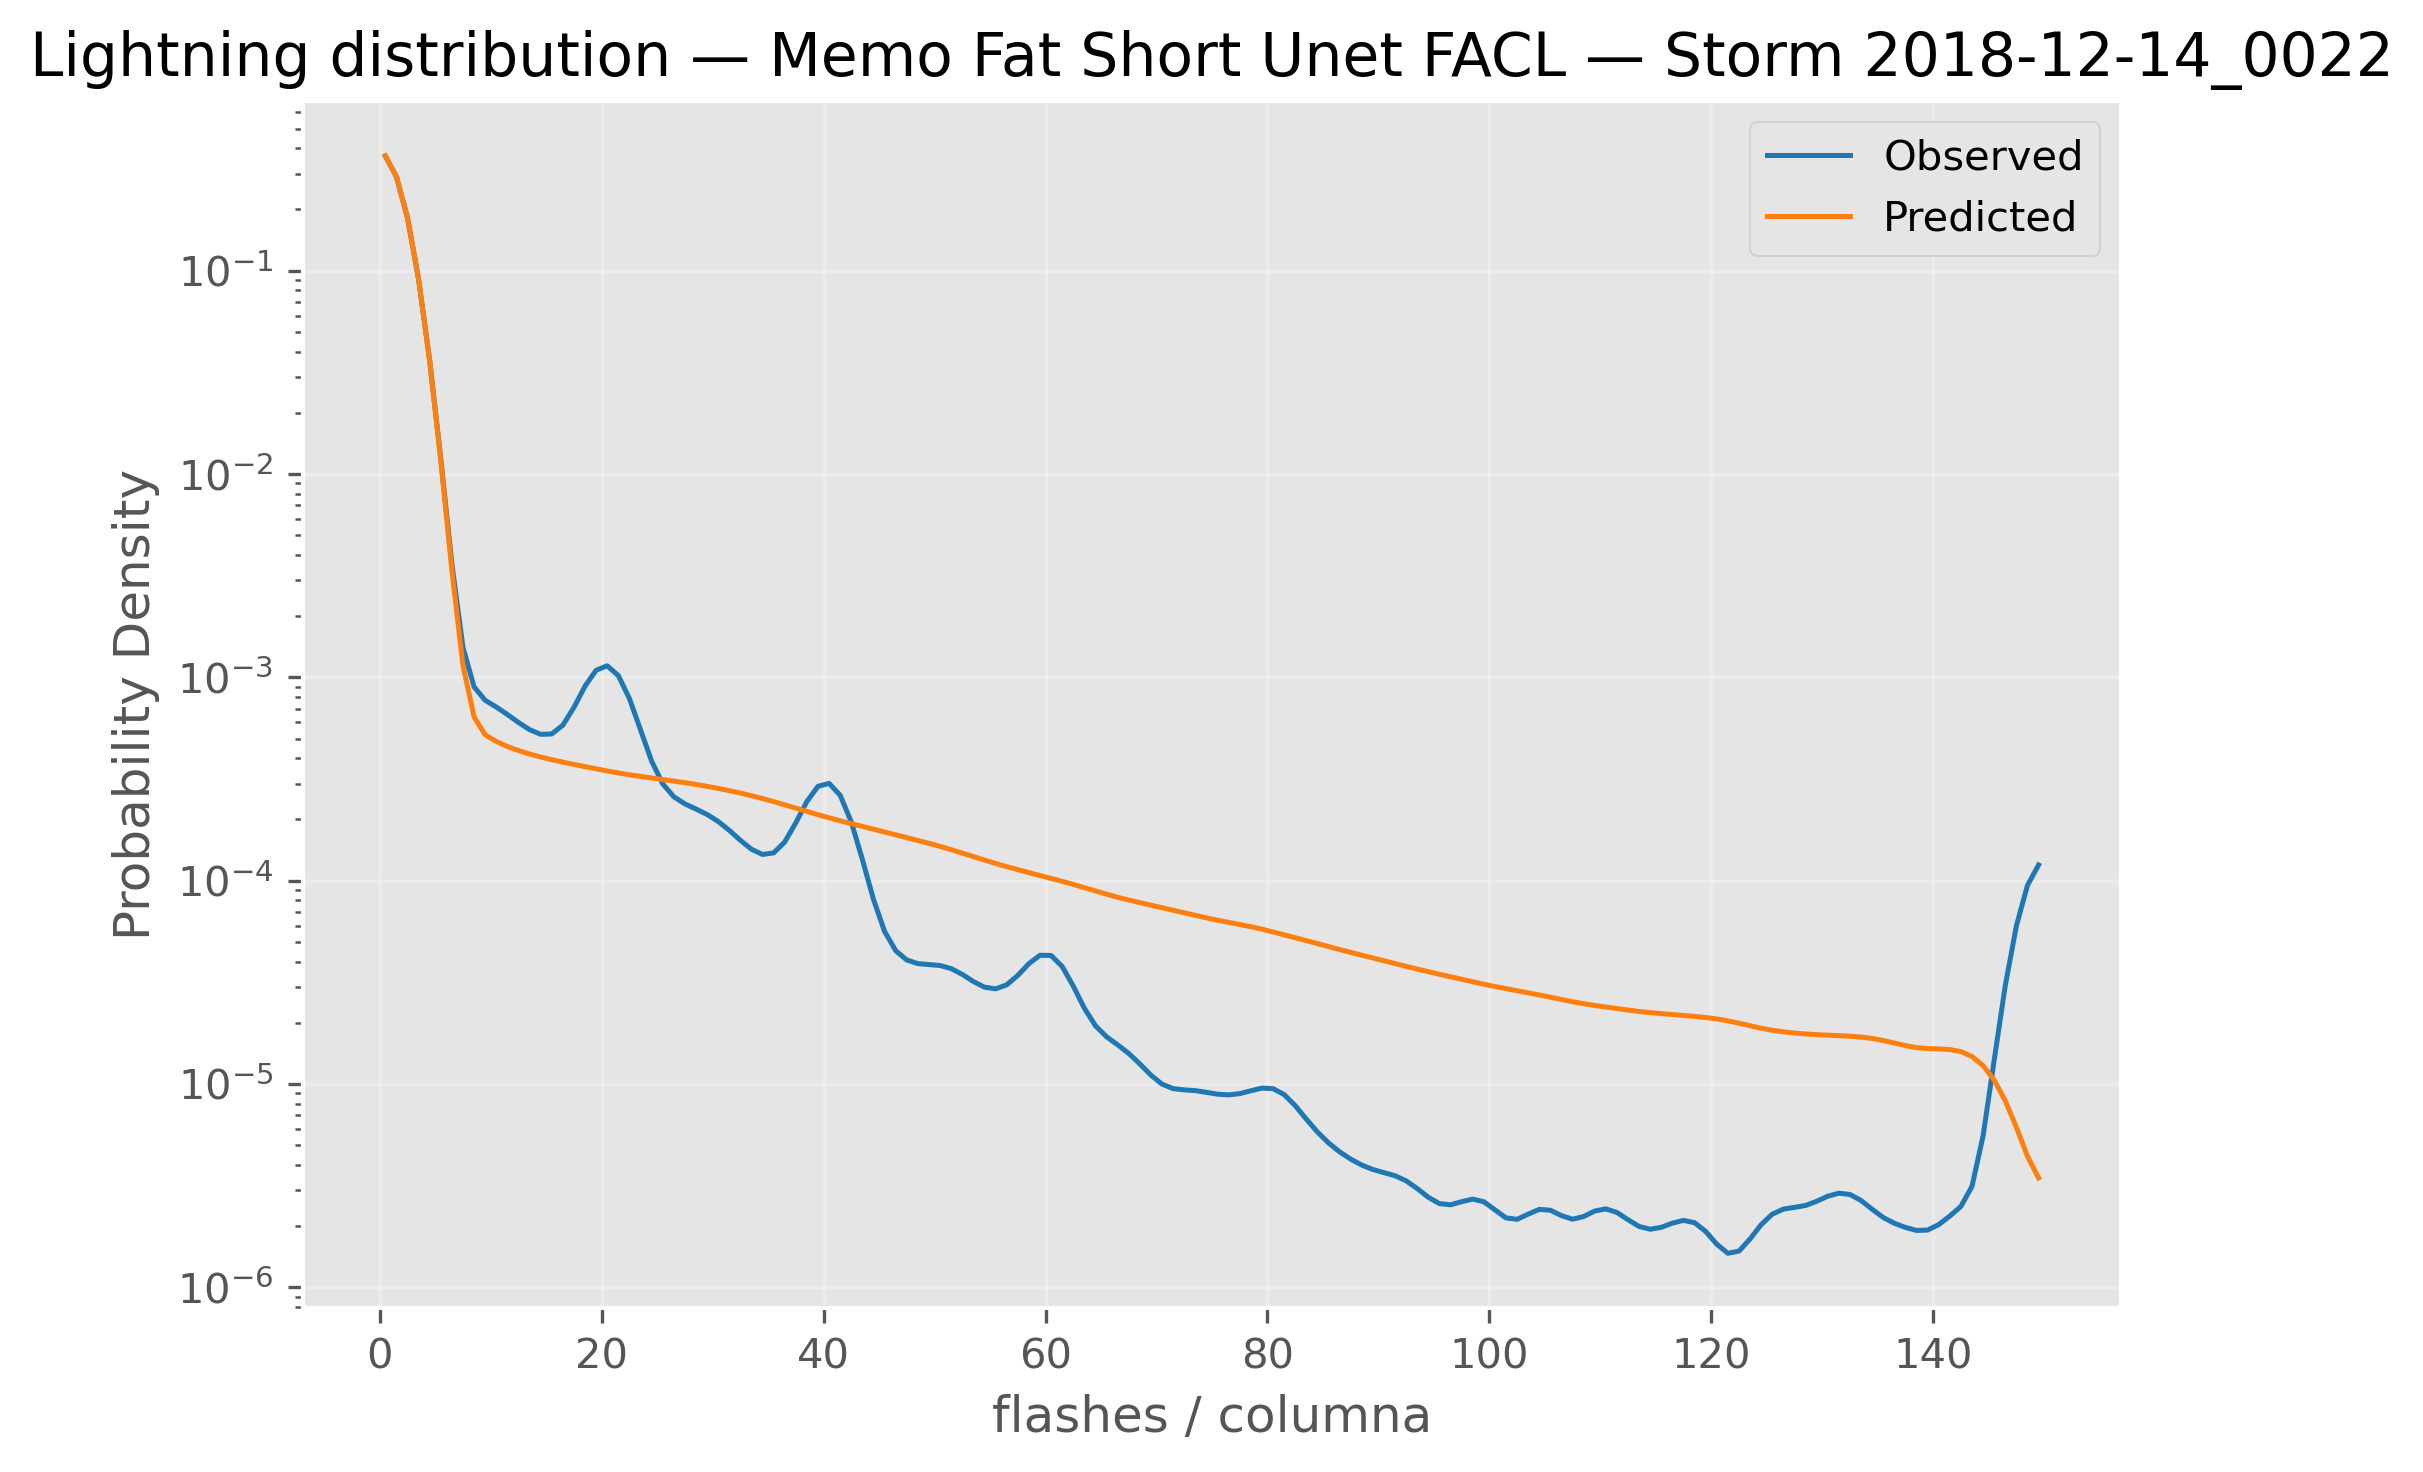 Lightning distribution — Memo Fat Short Unet FACL — Storm 2018-12-14_0022
Observed
Predicted
Probability Density
10⁻¹
10⁻²
10⁻³
10⁻⁴
10⁻⁵
10⁻⁶
0 20 40 60 80 100 120 140
flashes / columna